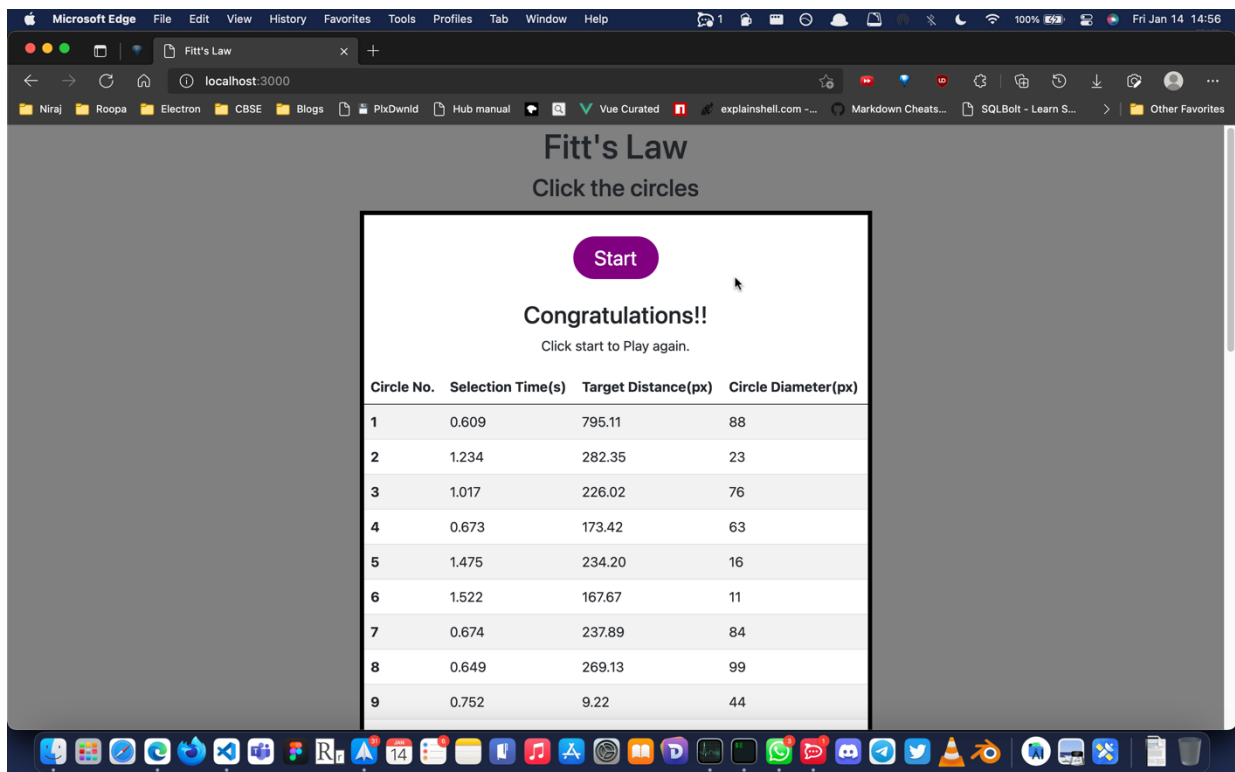 Microsoft Edge File Edit View History Favorites Tools Profiles Tab Window Help 1 100% Fri Jan 14 14:56
Fitt's Law
localhost:3000
Niraj Roopa Electron CBSE Blogs PlxDwnld Hub manual Vue Curated explainshell.com -... Markdown Cheats... SQLBolt - Learn S... Other Favorites
Fitt's Law
Click the circles
Start
Congratulations!!
Click start to Play again.
Circle No. Selection Time(s) Target Distance(px) Circle Diameter(px)
1 0.609 795.11 88
2 1.234 282.35 23
3 1.017 226.02 76
4 0.673 173.42 63
5 1.475 234.20 16
6 1.522 167.67 11
7 0.674 237.89 84
8 0.649 269.13 99
9 0.752 9.22 44
JAN
14